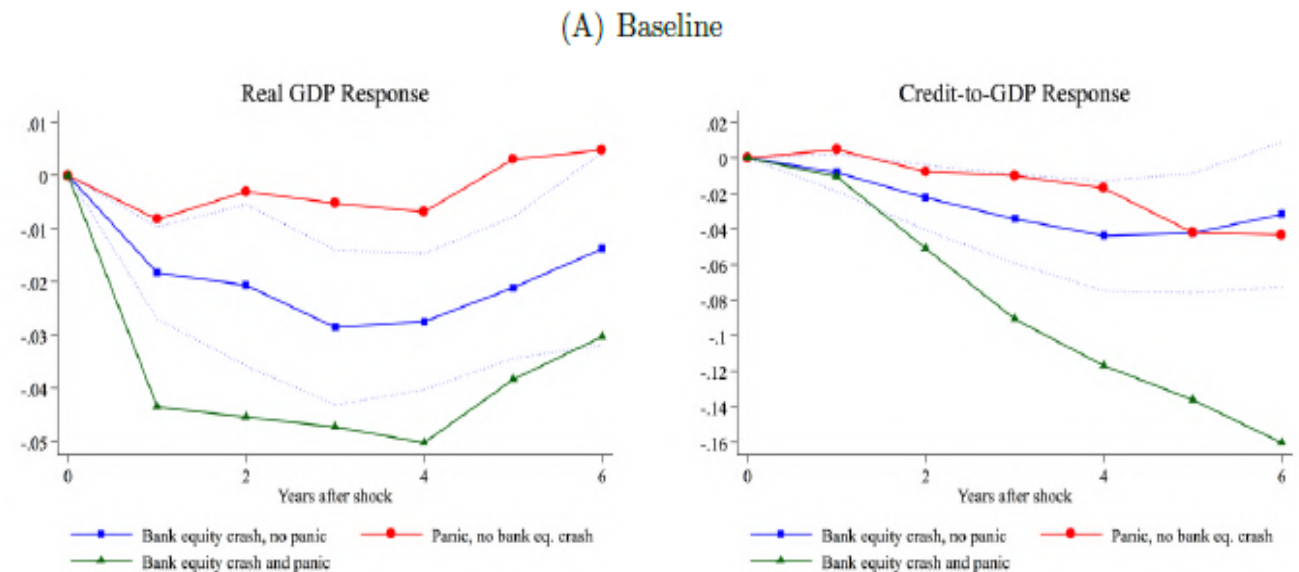 (A) Baseline
Real GDP Response
.01
0
-.01
-.02
-.03
-.04
-.05
0 2 4 6
Years after shock
Bank equity crash, no panic
Panic, no bank eq. crash
Bank equity crash and panic
Credit-to-GDP Response
.02
0
-.02
-.04
-.06
-.08
-.1
-.12
-.14
-.16
0 2 4 6
Years after shock
Bank equity crash, no panic
Panic, no bank eq. crash
Bank equity crash and panic